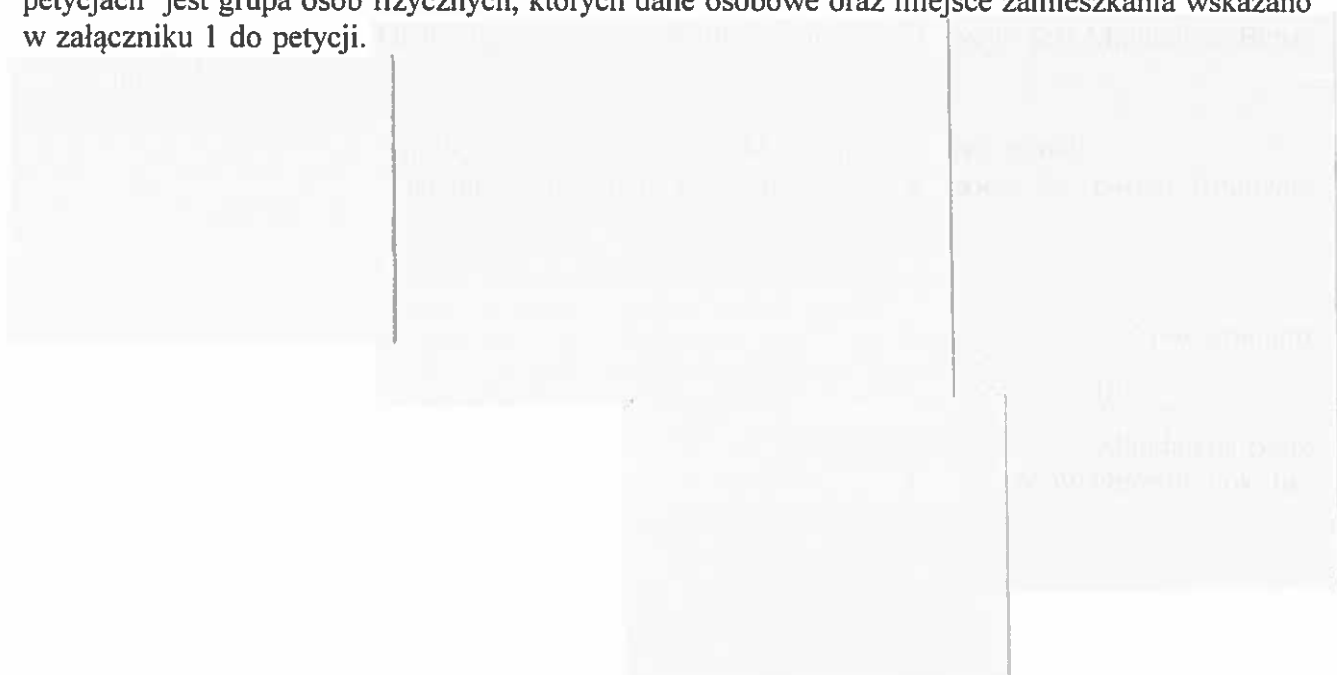 petycjach" jest grupa osób fizycznych, których dane osobowe oraz miejsce zamieszkania wskazano
w załączniku 1 do petycji.